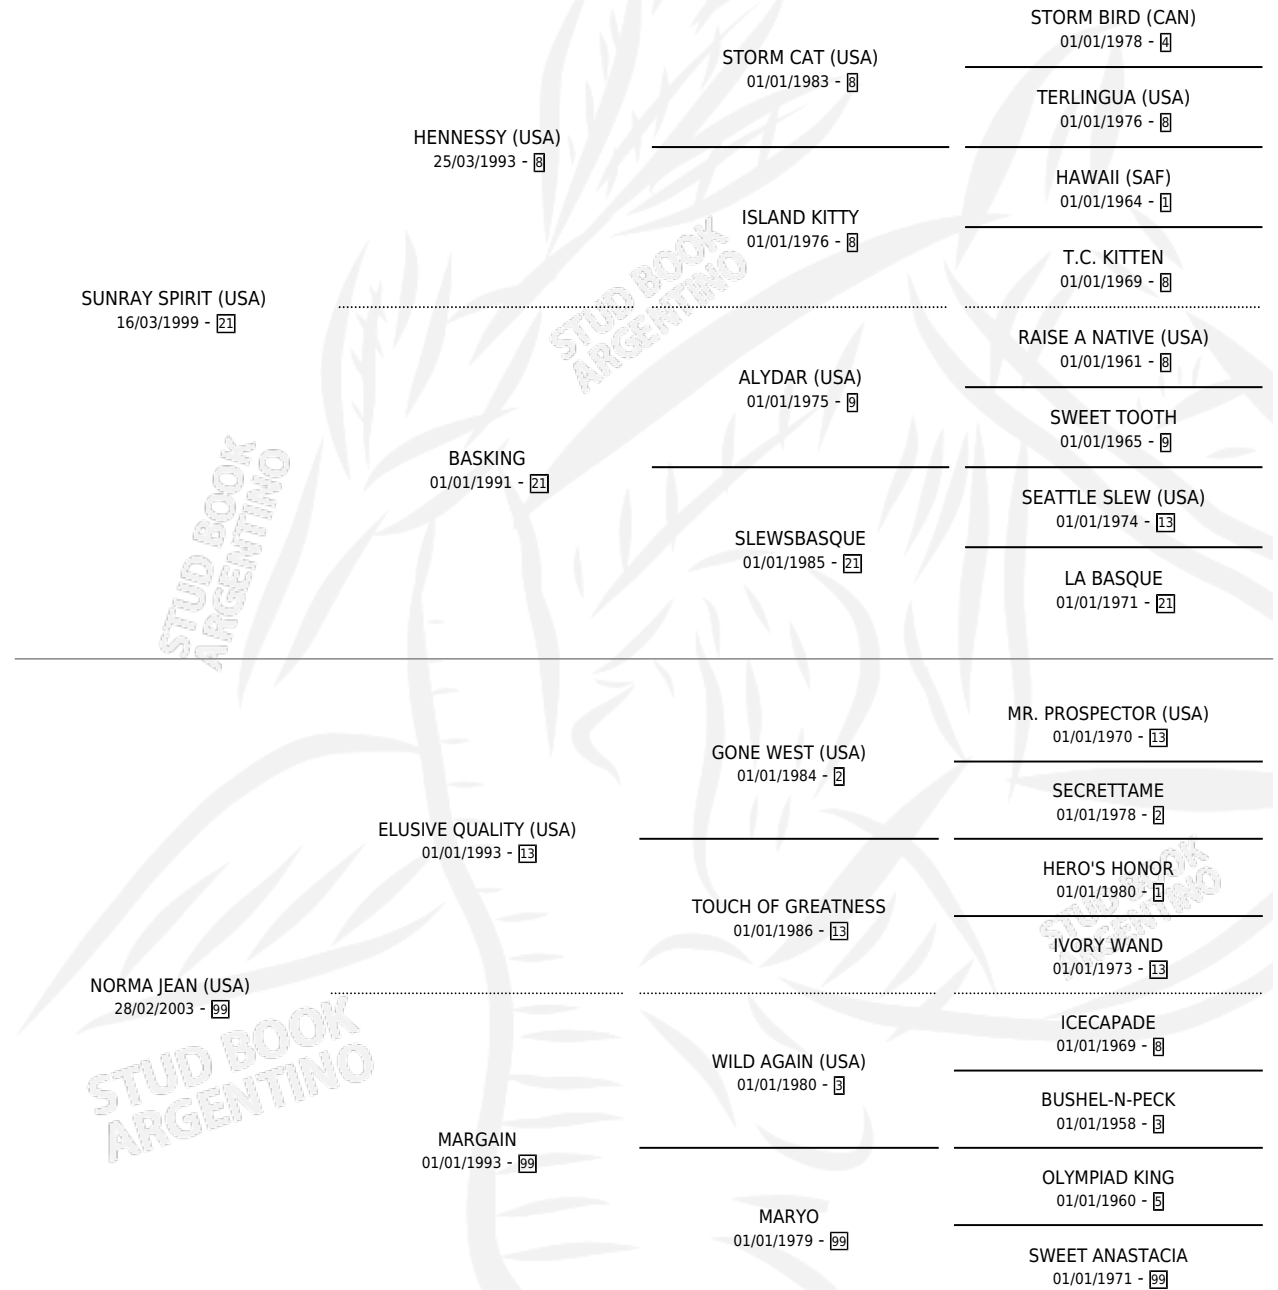 STORM BIRD (CAN)
01/01/1978 - 4
STORM CAT (USA)
01/01/1983 - 8
TERLINGUA (USA)
01/01/1976 - 8
HENNESSY (USA)
25/03/1993 - 8
HAWAII (SAF)
01/01/1964 - 1
ISLAND KITTY
01/01/1976 - 8
T.C. KITTEN
01/01/1969 - 8
SUNRAY SPIRIT (USA)
16/03/1999 - 21
RAISE A NATIVE (USA)
01/01/1961 - 8
ALYDAR (USA)
01/01/1975 - 9
SWEET TOOTH
01/01/1965 - 9
BASKING
01/01/1991 - 21
SEATTLE SLEW (USA)
01/01/1974 - 13
SLEWSBASQUE
01/01/1985 - 21
LA BASQUE
01/01/1971 - 21
MR. PROSPECTOR (USA)
01/01/1970 - 13
GONE WEST (USA)
01/01/1984 - 2
SECRETTAME
01/01/1978 - 2
ELUSIVE QUALITY (USA)
01/01/1993 - 13
HERO'S HONOR
01/01/1980 - 1
TOUCH OF GREATNESS
01/01/1986 - 13
IVORY WAND
01/01/1973 - 13
NORMA JEAN (USA)
28/02/2003 - 99
ICECAPADE
01/01/1969 - 8
WILD AGAIN (USA)
01/01/1980 - 3
BUSHEL-N-PECK
01/01/1958 - 3
MARGAIN
01/01/1993 - 99
OLYMPIAD KING
01/01/1960 - 5
MARYO
01/01/1979 - 99
SWEET ANASTACIA
01/01/1971 - 99
STUD BOOK
ARGENTINO
STUD BOOK
ARGENTINO
STUD BOOK
ARGENTINO
STUD BOOK
ARGENTINO